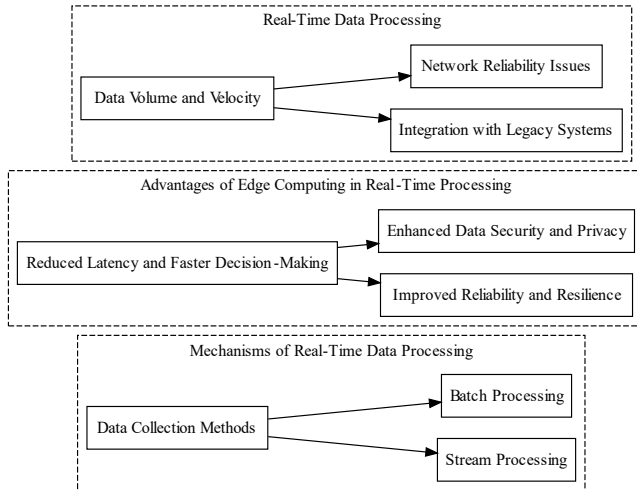 Real-Time Data Processing
Network Reliability Issues
Data Volume and Velocity
Integration with Legacy Systems
Advantages of Edge Computing in Real-Time Processing
Enhanced Data Security and Privacy
Reduced Latency and Faster Decision-Making
Improved Reliability and Resilience
Mechanisms of Real-Time Data Processing
Batch Processing
Data Collection Methods
Stream Processing